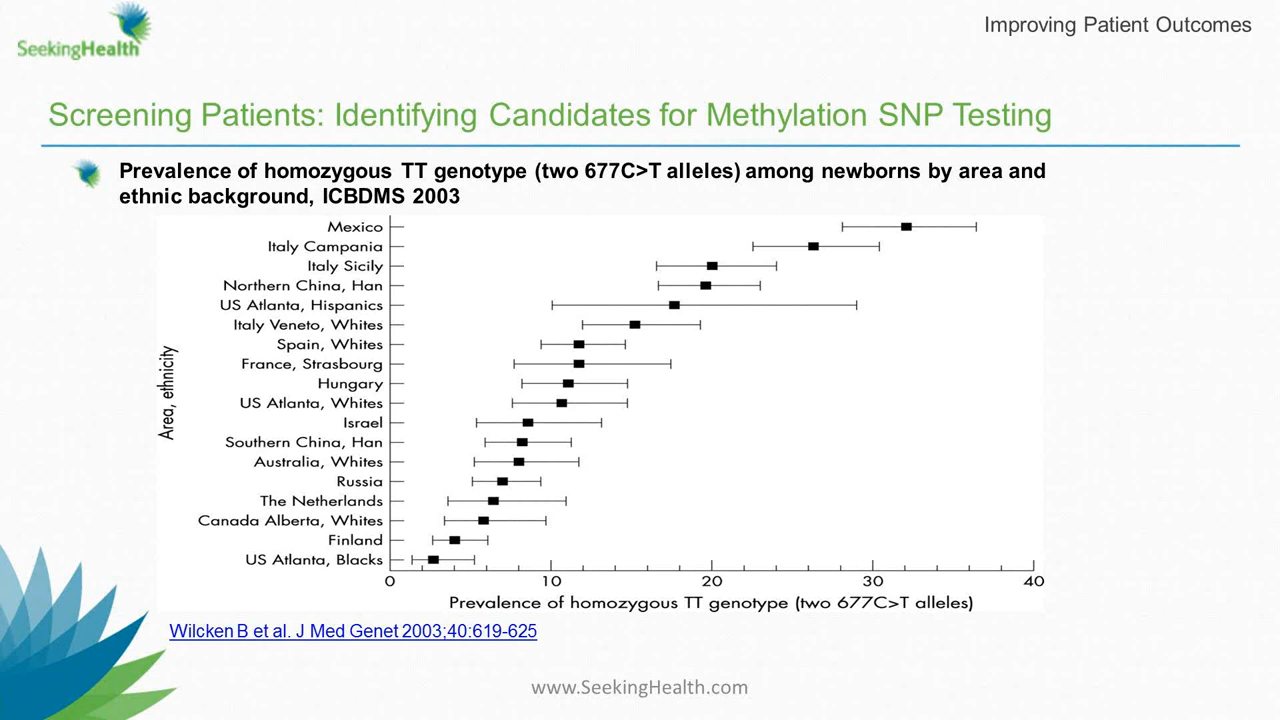 SeekingHealth
Improving Patient Outcomes
Screening Patients: Identifying Candidates for Methylation SNP Testing
Prevalence of homozygous TT genotype (two 677C>T alleles) among newborns by area and
ethnic background, ICBDMS 2003
Area, ethnicity
Mexico
Italy Campania
Italy Sicily
Northern China, Han
US Atlanta, Hispanics
Italy Veneto, Whites
Spain, Whites
France, Strasbourg
Hungary
US Atlanta, Whites
Israel
Southern China, Han
Australia, Whites
Russia
The Netherlands
Canada Alberta, Whites
Finland
US Atlanta, Blacks
0 10 20 30 40
Prevalence of homozygous TT genotype (two 677C>T alleles)
Wilcken B et al. J Med Genet 2003;40:619-625
www.SeekingHealth.com